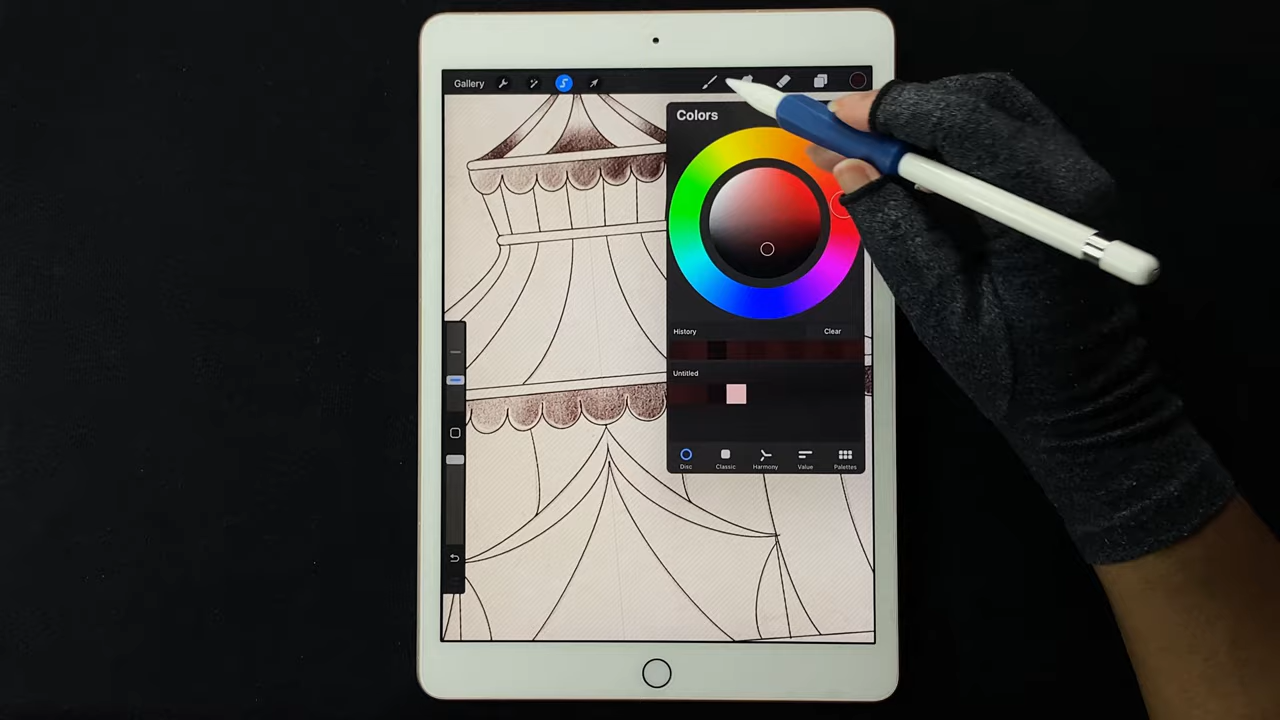 Gallery
Colors
History
Clear
Untitled
Disc
Classic
Harmony
Value
Palettes